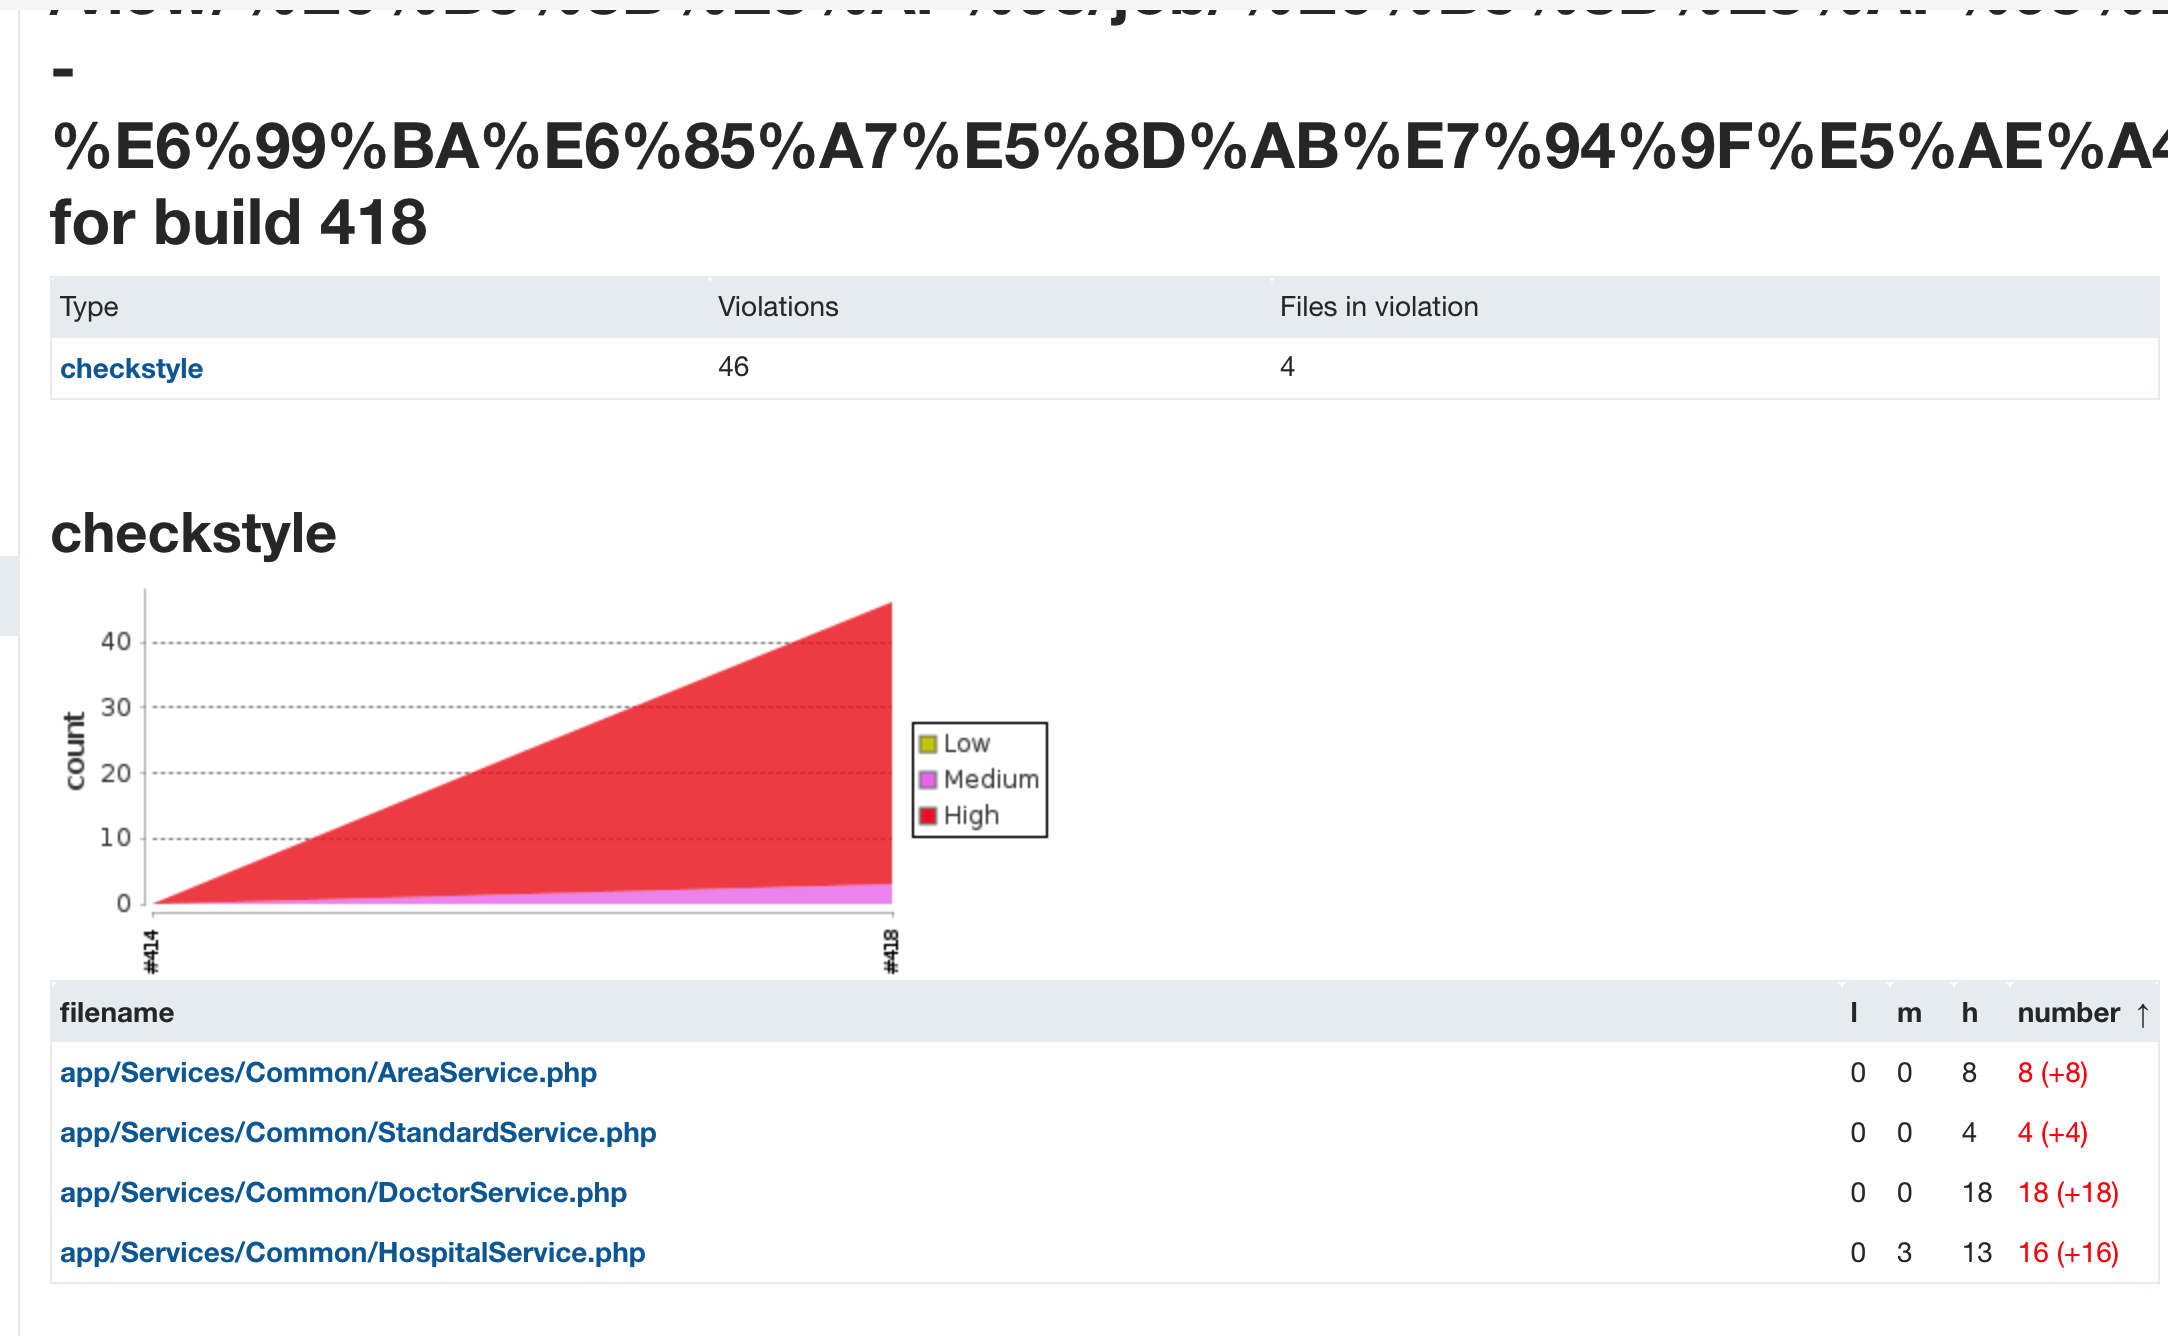 -
%E6%99%BA%E6%85%A7%E5%8D%AB%E7%94%9F%E5%AE%A4
for build 418
Type Violations Files in violation
checkstyle 46 4
checkstyle
40
30
20
10
0
count
Low
Medium
High
#414 #418
filename l m h number ↑
app/Services/Common/AreaService.php 0 0 8 8 (+8)
app/Services/Common/StandardService.php 0 0 4 4 (+4)
app/Services/Common/DoctorService.php 0 0 18 18 (+18)
app/Services/Common/HospitalService.php 0 3 13 16 (+16)